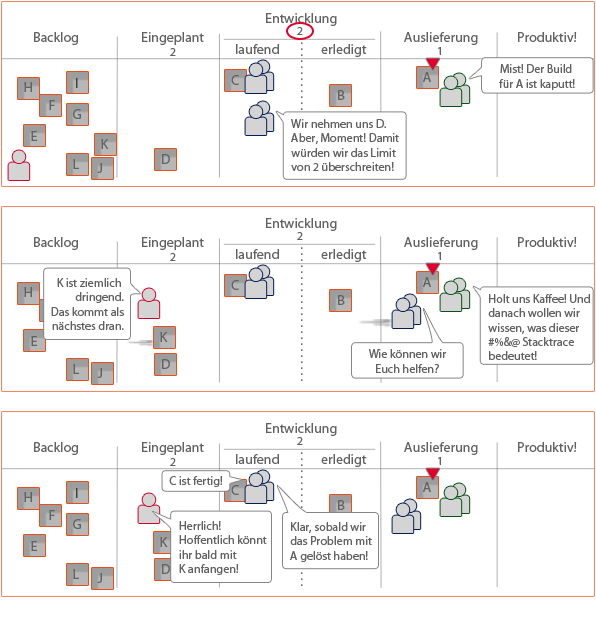 Entwicklung
Backlog
Eingeplant
2
2
Auslieferung
1
Produktiv!
laufend
erledigt
H
I
F
G
E
K
L
J
D
C
B
A
Mist! Der Build
für A ist kaputt!
Wir nehmen uns D.
Aber, Moment! Damit
würden wir das Limit
von 2 überschreiten!
Entwicklung
Backlog
Eingeplant
2
2
Auslieferung
1
Produktiv!
laufend
erledigt
K ist ziemlich
dringend.
Das kommt als
nächstes dran.
H
E
L
J
K
D
C
B
A
Wie können wir
Euch helfen?
Holt uns Kaffee! Und
danach wollen wir
wissen, was dieser
#%&@ Stacktrace
bedeutet!
Entwicklung
Backlog
Eingeplant
2
2
Auslieferung
1
Produktiv!
laufend
erledigt
H
I
F
G
E
L
J
K
D
C
B
A
C ist fertig!
Herrlich!
Hoffentlich könnt
ihr bald mit
K anfangen!
Klar, sobald wir
das Problem mit
A gelöst haben!